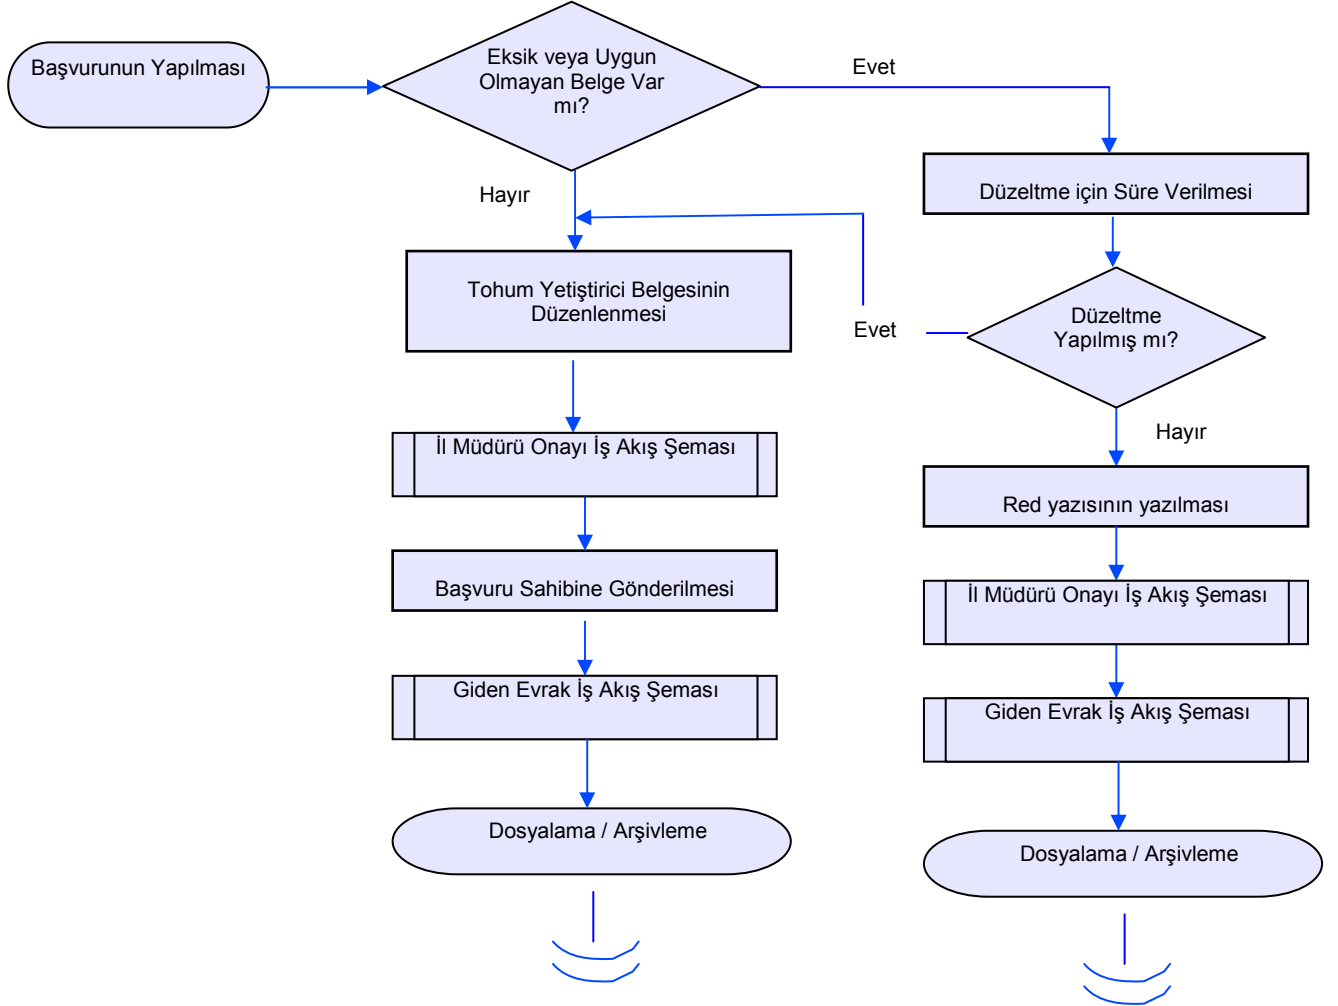 Başvurunun Yapılması
Eksik veya Uygun
Olmayan Belge Var
mı?
Evet
Hayır
Düzeltme için Süre Verilmesi
Tohum Yetiştirici Belgesinin
Düzenlenmesi
Evet
Düzeltme
Yapılmış mı?
Hayır
İl Müdürü Onayı İş Akış Şeması
Red yazısının yazılması
Başvuru Sahibine Gönderilmesi
İl Müdürü Onayı İş Akış Şeması
Giden Evrak İş Akış Şeması
Giden Evrak İş Akış Şeması
Dosyalama / Arşivleme
Dosyalama / Arşivleme